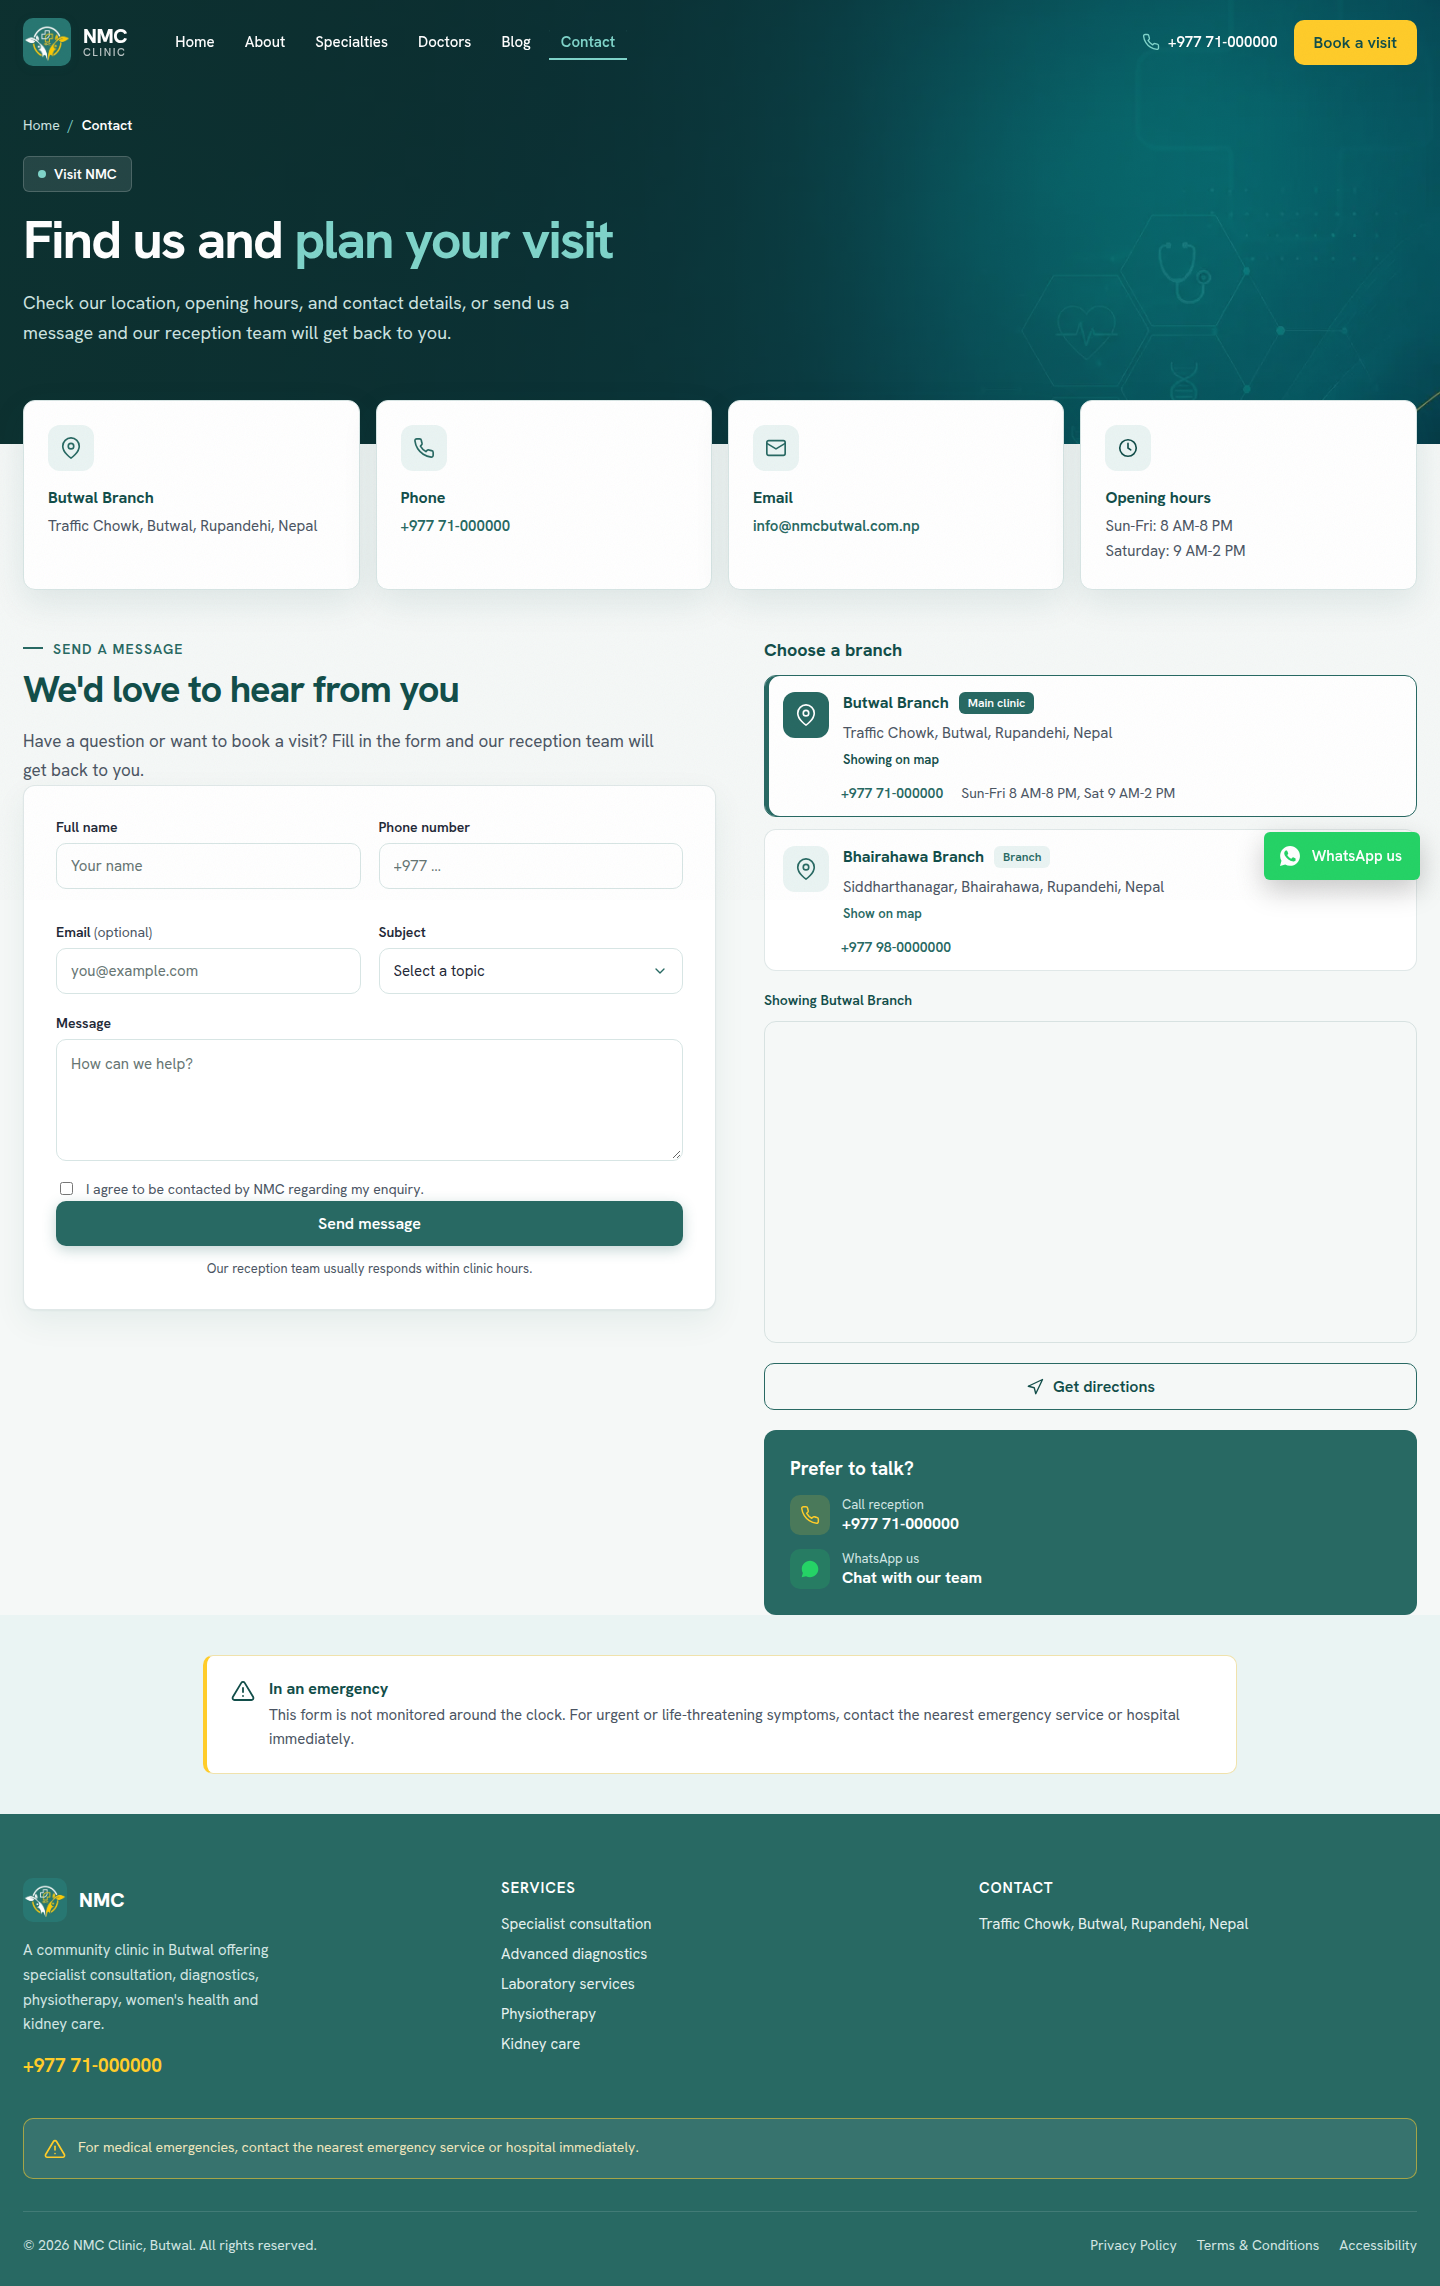 NMC
CLINIC
Home
About
Specialties
Doctors
Blog
Contact
+977 71-000000
Book a visit
Home / Contact
Visit NMC
Find us and plan your visit
Check our location, opening hours, and contact details, or send us a
message and our reception team will get back to you.
Butwal Branch
Traffic Chowk, Butwal, Rupandehi, Nepal
Phone
+977 71-000000
Email
info@nmcbutwal.com.np
Opening hours
Sun-Fri: 8 AM-8 PM
Saturday: 9 AM-2 PM
SEND A MESSAGE
We'd love to hear from you
Have a question or want to book a visit? Fill in the form and our reception team will
get back to you.
Full name
Phone number
Your name
+977 ...
Email (optional)
Subject
you@example.com
Select a topic
Message
How can we help?
I agree to be contacted by NMC regarding my enquiry.
Send message
Our reception team usually responds within clinic hours.
Choose a branch
Butwal Branch
Main clinic
Traffic Chowk, Butwal, Rupandehi, Nepal
Showing on map
+977 71-000000
Sun-Fri 8 AM-8 PM, Sat 9 AM-2 PM
Bhairahawa Branch
Branch
Siddharthanagar, Bhairahawa, Rupandehi, Nepal
Show on map
+977 98-0000000
WhatsApp us
Showing Butwal Branch
Get directions
Prefer to talk?
Call reception
+977 71-000000
WhatsApp us
Chat with our team
In an emergency
This form is not monitored around the clock. For urgent or life-threatening symptoms, contact the nearest emergency service or hospital
immediately.
NMC
A community clinic in Butwal offering
specialist consultation, diagnostics,
physiotherapy, women's health and
kidney care.
+977 71-000000
SERVICES
Specialist consultation
Advanced diagnostics
Laboratory services
Physiotherapy
Kidney care
CONTACT
Traffic Chowk, Butwal, Rupandehi, Nepal
For medical emergencies, contact the nearest emergency service or hospital immediately.
© 2026 NMC Clinic, Butwal. All rights reserved.
Privacy Policy
Terms & Conditions
Accessibility